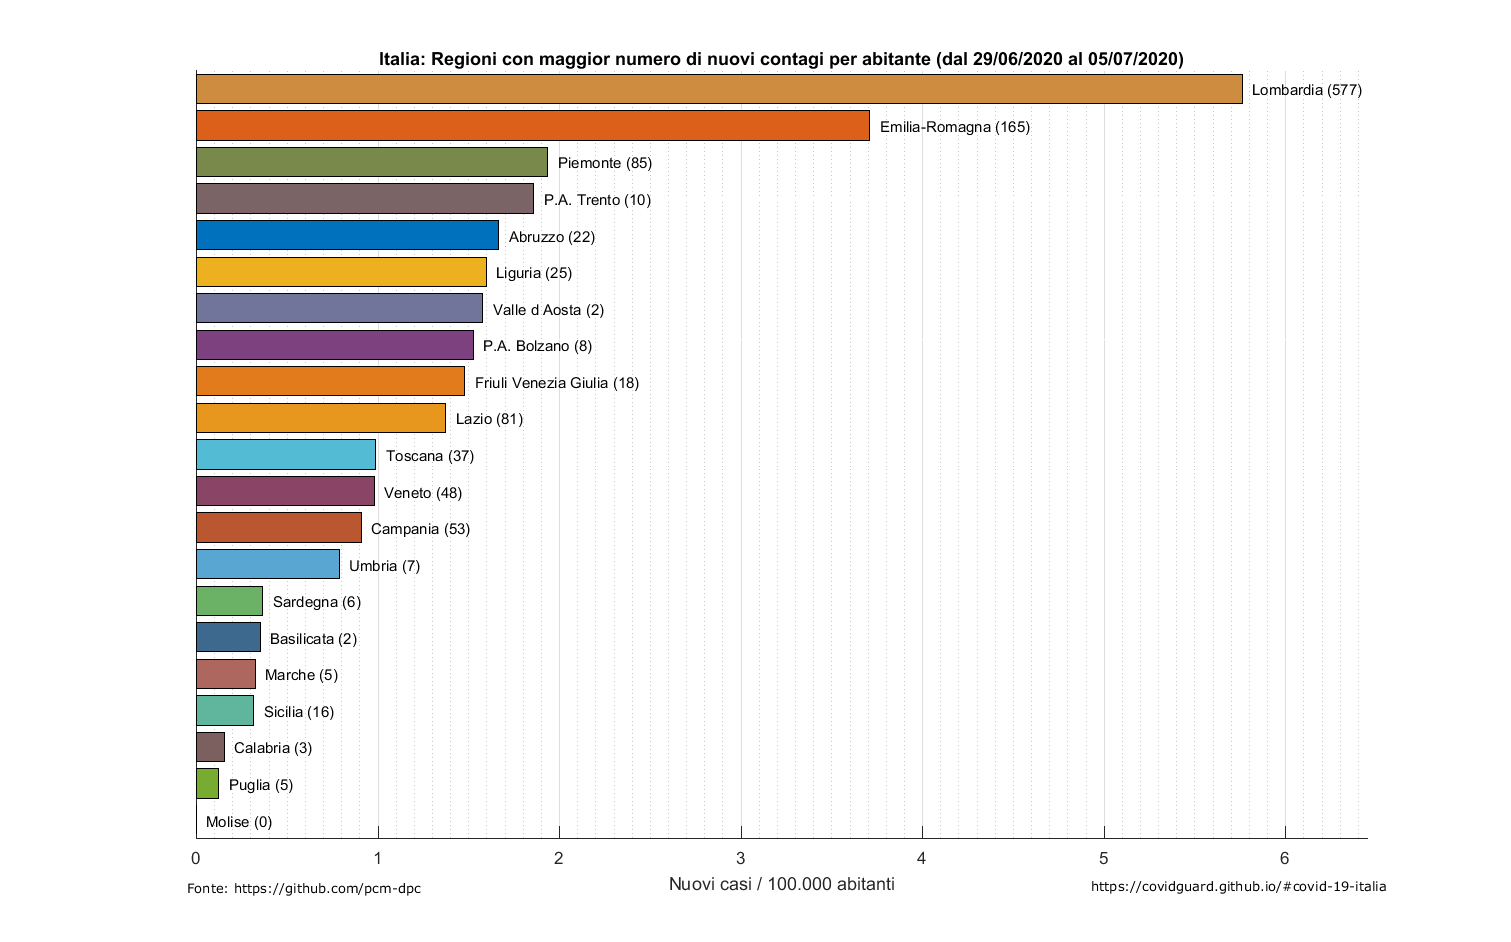 Italia: Regioni con maggior numero di nuovi contagi per abitante (dal 29/06/2020 al 05/07/2020)
Lombardia (577)
Emilia-Romagna (165)
Piemonte (85)
P.A. Trento (10)
Abruzzo (22)
Liguria (25)
Valle d Aosta (2)
P.A. Bolzano (8)
Friuli Venezia Giulia (18)
Lazio (81)
Toscana (37)
Veneto (48)
Campania (53)
Umbria (7)
Sardegna (6)
Basilicata (2)
Marche (5)
Sicilia (16)
Calabria (3)
Puglia (5)
Molise (0)
0 1 2 3 4 5 6
Nuovi casi / 100.000 abitanti
Fonte: https://github.com/pcm-dpc
https://covidguard.github.io/#covid-19-italia